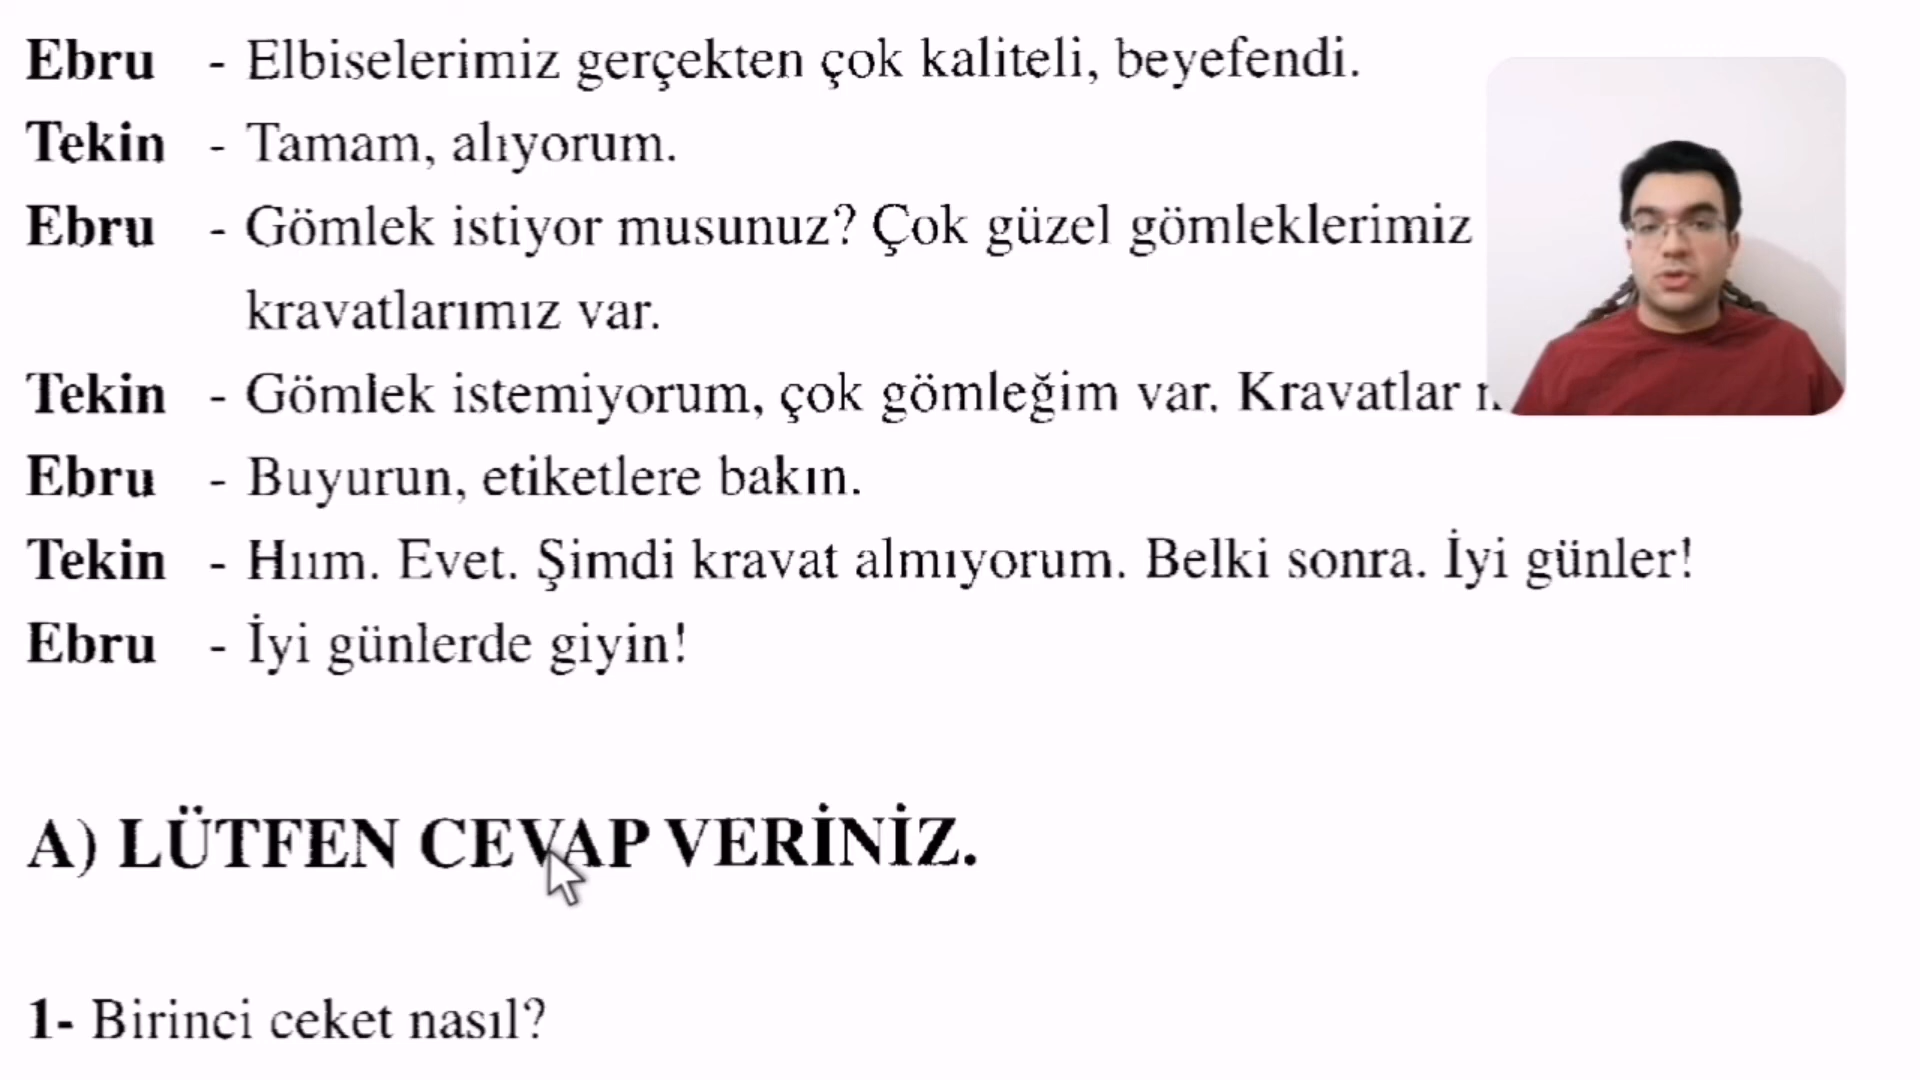 Ebru - Elbiselerimiz gerçekten çok kaliteli, beyefendi.
Tekin - Tamam, alıyorum.
Ebru - Gömlek istiyor musunuz? Çok güzel gömleklerimiz
kravatlarımız var.
Tekin - Gömlek istemiyorum, çok gömleğim var. Kravatlar
Ebru - Buyurun, etiketlere bakın.
Tekin - Hıım. Evet. Şimdi kravat almıyorum. Belki sonra. İyi günler!
Ebru - İyi günlerde giyin!
A) LÜTFEN CEVAP VERİNİZ.
1- Birinci ceket nasıl?